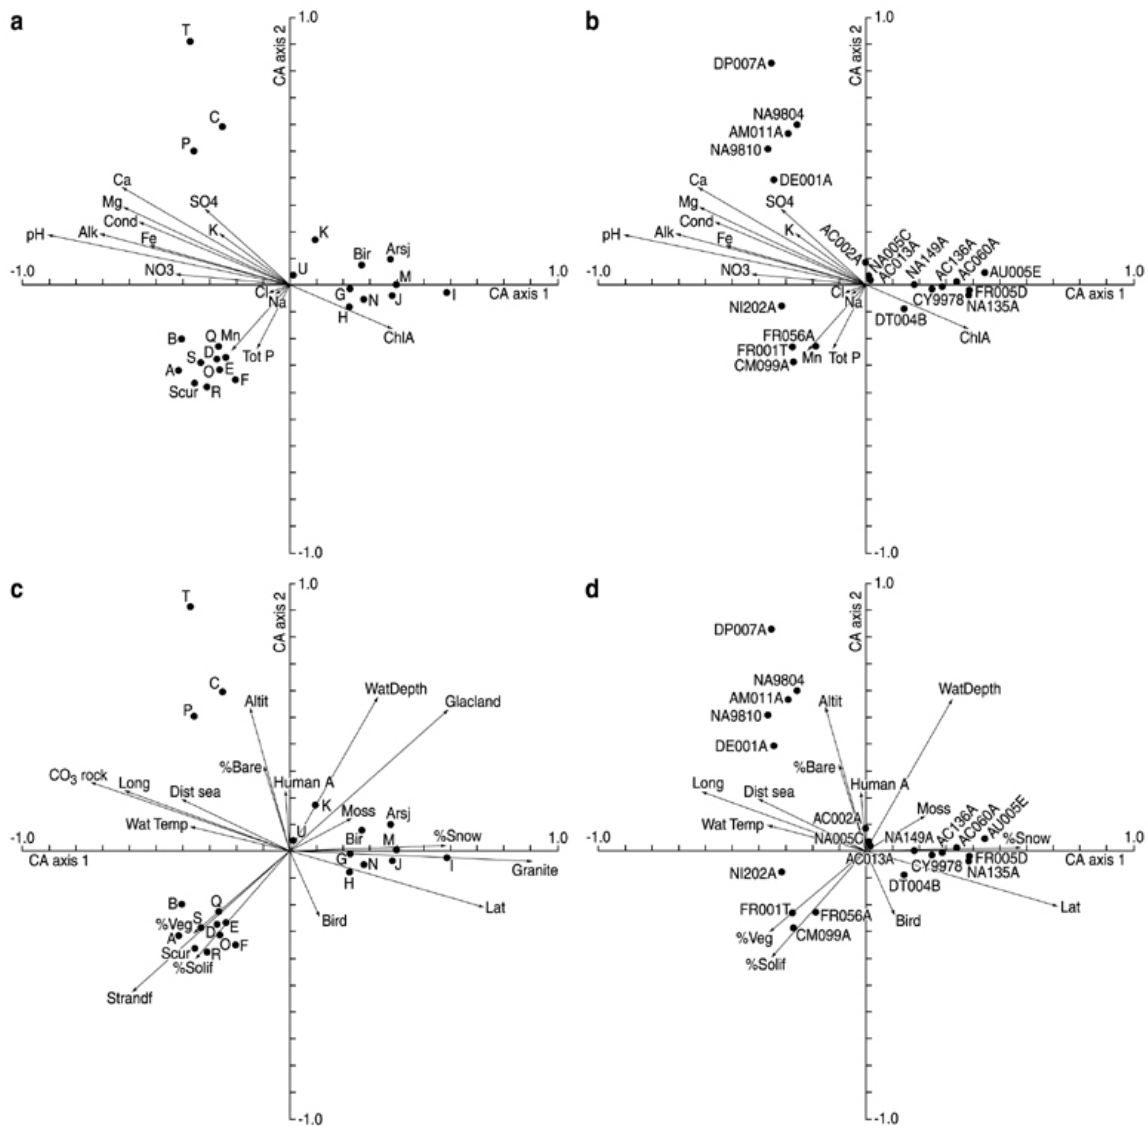 a
1.0
CA axis 2
T
C
P
Ca
Mg
SO4
Cond
K
pH
Alk
Fe
K
Bir
Arsj
NO3
U
M
-1.0
1.0
Cl
G
N
J
I
CA axis 1
Na
H
ChlA
B
Q Mn
D
Tot P
S
A
O
E
F
Scur
R
-1.0
b
1.0
CA axis 2
DP007A
NA9804
AM011A
NA9810
DE001A
Ca
Mg
SO4
Cond
K
pH
Alk
Fe
AC002A
NA005C
AC013A
NA149A
AC136A
AC060A
NO3
AU005E
-1.0
1.0
Cl
CY9978
FR005D
CA axis 1
Na
NA135A
NI202A
DT004B
FR056A
ChlA
FR001T
Mn
Tot P
CM099A
-1.0
c
1.0
CA axis 2
T
C
Altit
WatDepth
Glacland
P
%Bare
CO3 rock
Long
Human A
Dist sea
K
Moss
Arsj
Wat Temp
U
%Snow
Bir
M
-1.0
1.0
CA axis 1
G
N
J
I
Granite
H
B
Q
Lat
%Veg
S
Bird
A
D
E
Scur
O
F
R
%Solif
Strandf
-1.0
d
1.0
CA axis 2
DP007A
NA9804
WatDepth
AM011A
Altit
NA9810
DE001A
%Bare
Long
Dist sea
Human A
AC002A
Moss
Wat Temp
AC136A
AC060A
AU005E
NA005C
NA149A
%Snow
-1.0
1.0
AC013A
CY9978
FR005D
CA axis 1
NA135A
NI202A
DT004B
FR001T
FR056A
Bird
Lat
%Veg
CM099A
%Solif
-1.0